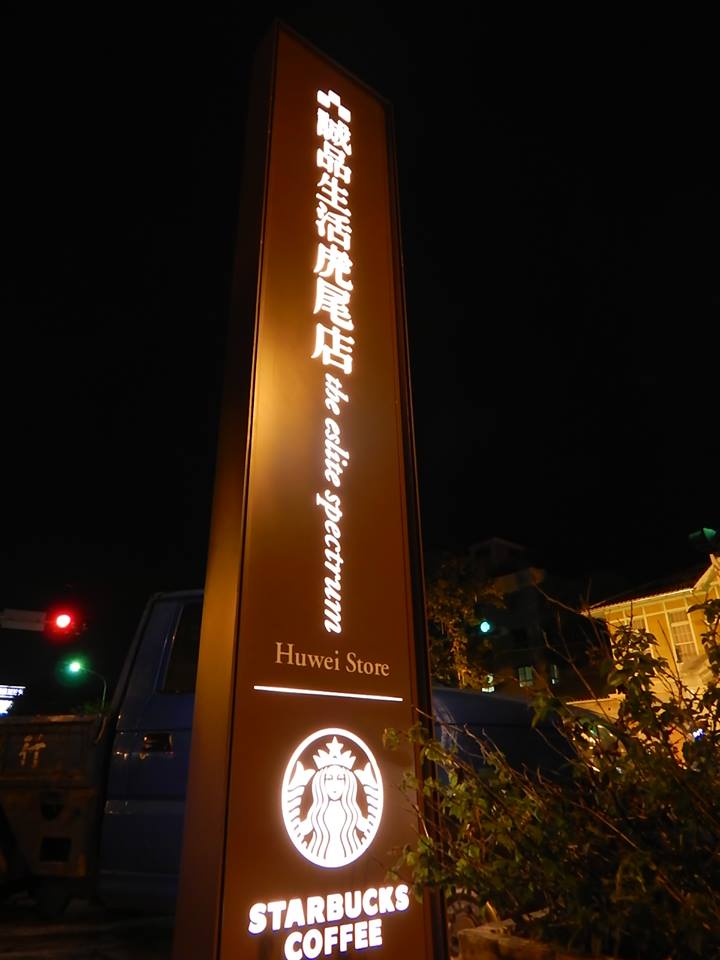 誠品生活虎尾店
the eslite spectrum
Huwei Store
STARBUCKS
COFFEE